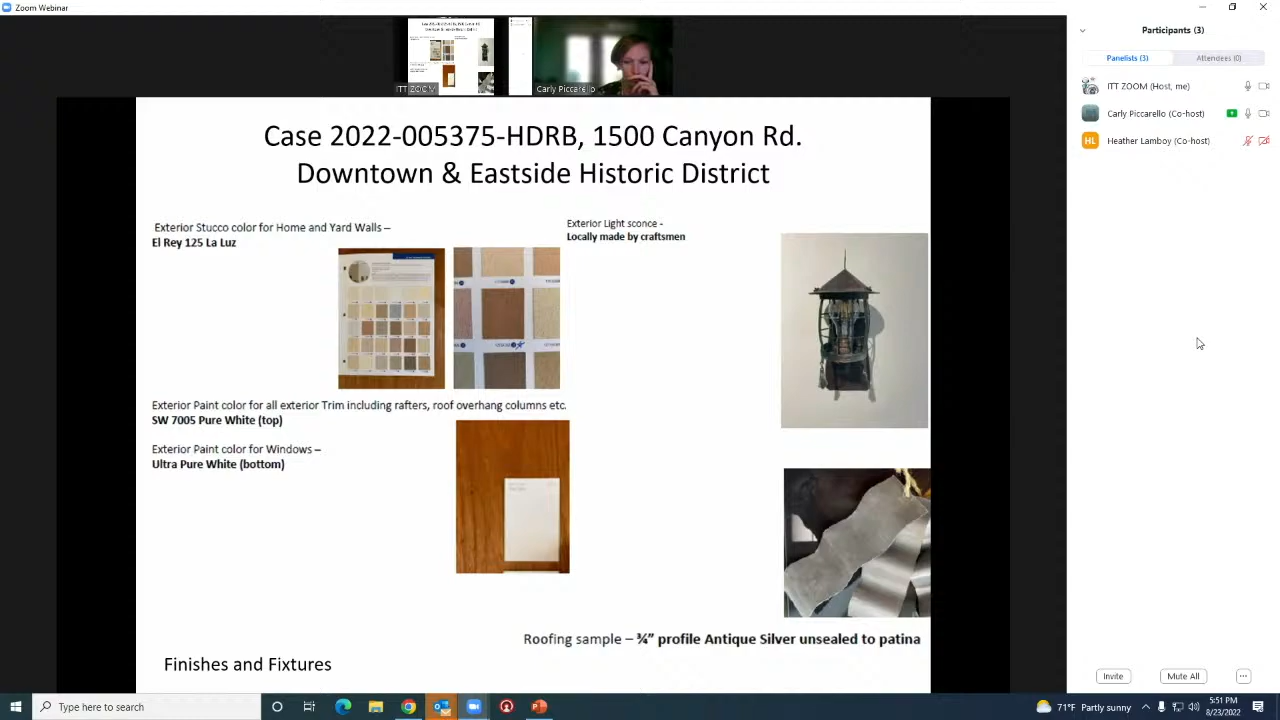 Zoom Webinar
ITT ZOOM
Carly Piccarello
Participants (3)
Panelists (3)
Attendees (0)
ITT ZOOM (Host, me)
Carly Piccarello (Co-host)
HL
Heather Lamboy (Co-host)
Case 2022-005375-HDRB, 1500 Canyon Rd.
Downtown & Eastside Historic District
Exterior Stucco color for Home and Yard Walls –
El Rey 125 La Luz
Exterior Light sconce -
Locally made by craftsmen
Exterior Paint color for all exterior Trim including rafters, roof overhang columns etc.
SW 7005 Pure White (top)
Exterior Paint color for Windows –
Ultra Pure White (bottom)
Roofing sample – ¾” profile Antique Silver unsealed to patina
Finishes and Fixtures
Invite
Mute All
Type here to search
71°F Partly sunny
5:51 PM
8/23/2022